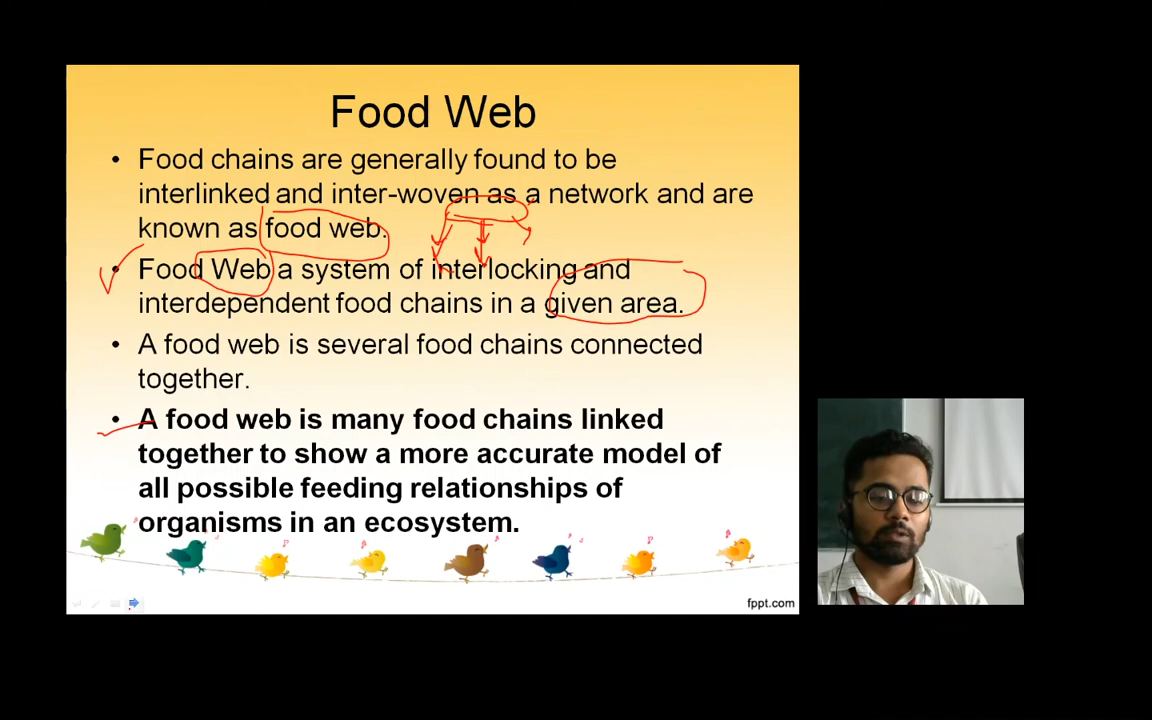 Food Web
• Food chains are generally found to be
interlinked and inter-woven as a network and are
known as food web.
• Food Web a system of interlocking and
interdependent food chains in a given area.
• A food web is several food chains connected
together.
• A food web is many food chains linked
together to show a more accurate model of
all possible feeding relationships of
organisms in an ecosystem.
fppt.com